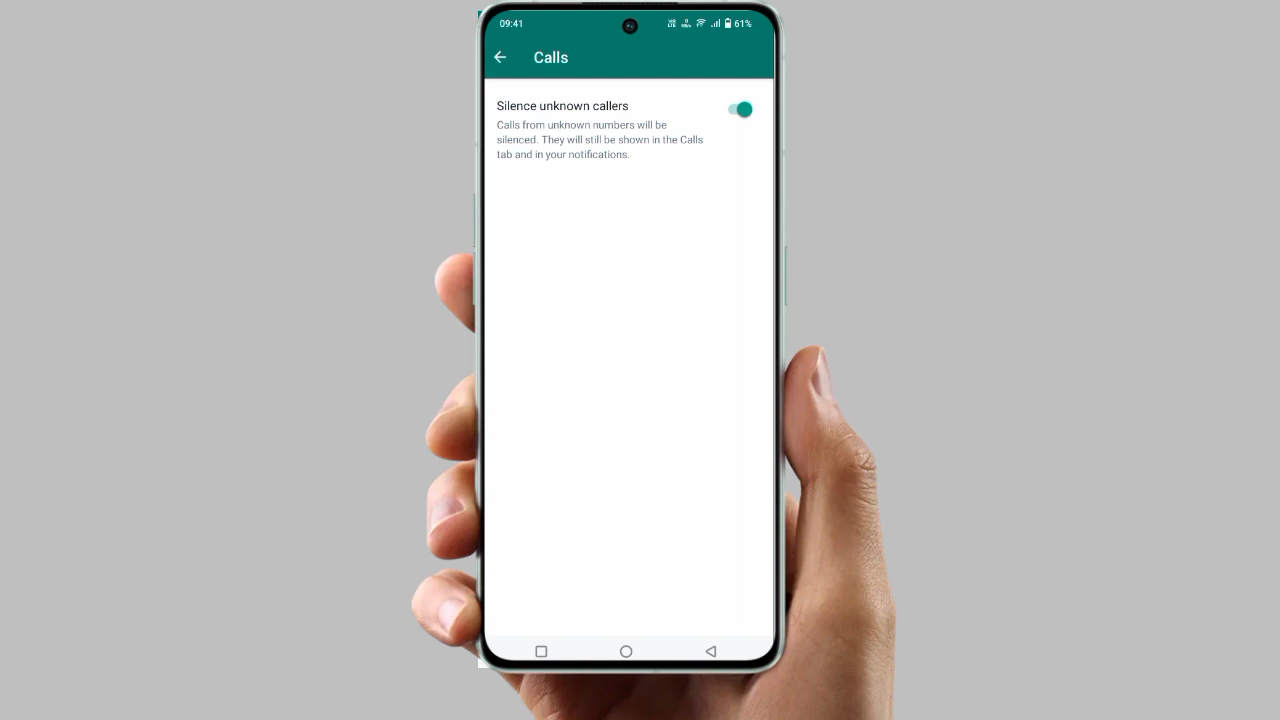 09:41
61%
Calls
Silence unknown callers
Calls from unknown numbers will be
silenced. They will still be shown in the Calls
tab and in your notifications.